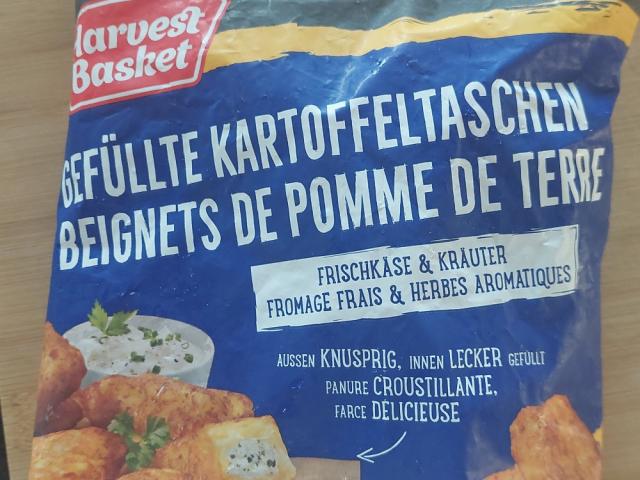 Harvest
Basket
GEFÜLLTE KARTOFFELTASCHEN
BEIGNETS DE POMME DE TERRE
FRISCHKÄSE & KRÄUTER
FROMAGE FRAIS & HERBES AROMATIQUES
AUSSEN KNUSPRIG, INNEN LECKER GEFÜLLT
PANURE CROUSTILLANTE,
FARCE DÉLICIEUSE